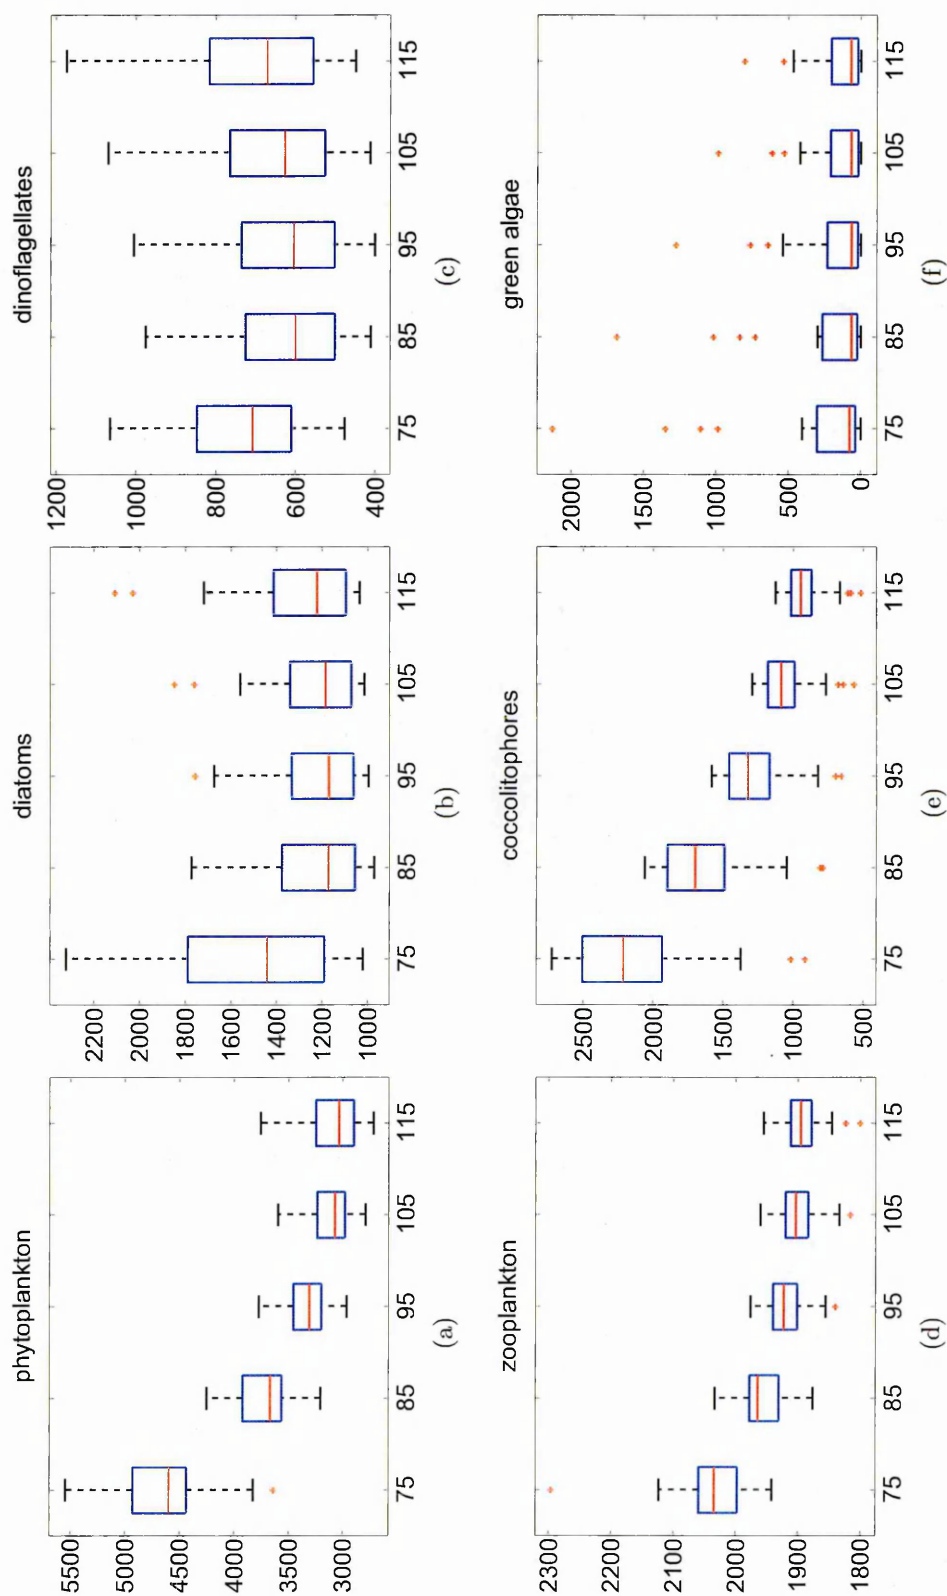 phytoplankton
5500
5000
4500
4000
3500
3000
75 85 95 105 115
(a)
diatoms
2200
2000
1800
1600
1400
1200
1000
75 85 95 105 115
(b)
dinoflagellates
1200
1000
800
600
400
75 85 95 105 115
(c)
zooplankton
2300
2200
2100
2000
1900
1800
75 85 95 105 115
(d)
coccolitophores
2500
2000
1500
1000
500
75 85 95 105 115
(e)
green algae
2000
1500
1000
500
0
75 85 95 105 115
(f)